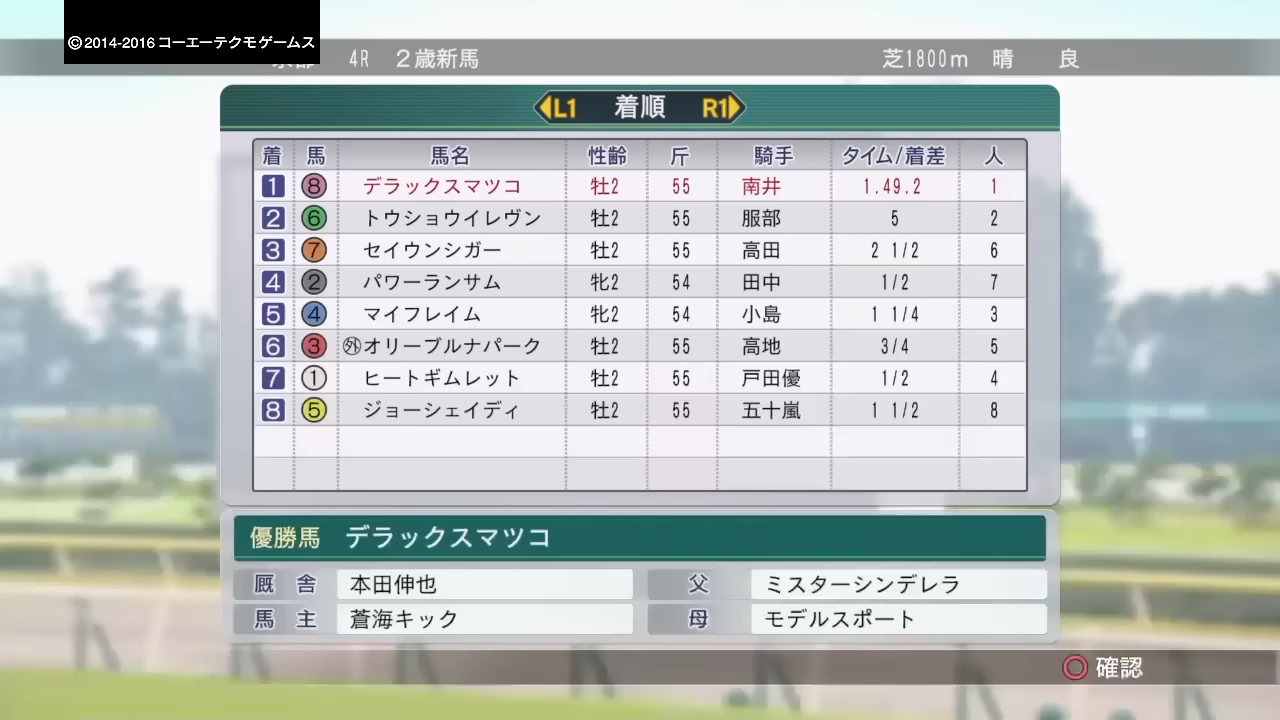 ©2014-2016 コーエーテクモゲームス
4R 2歳新馬 芝1800m 晴 良
L1 着順 R1
着 馬 馬名 性齢 斤 騎手 タイム/着差 人
1 8 デラックスマツコ 牡2 55 南井 1.49.2 1
2 6 トウショウイレヴン 牡2 55 服部 5 2
3 7 セイウンシガー 牡2 55 高田 2 1/2 6
4 2 パワーランサム 牝2 54 田中 1/2 7
5 4 マイフレイム 牝2 54 小島 1 1/4 3
6 3 外オリーブルナパーク 牡2 55 高地 3/4 5
7 1 ヒートギムレット 牡2 55 戸田優 1/2 4
8 5 ジョーシェイディ 牡2 55 五十嵐 1 1/2 8
優勝馬 デラックスマツコ
厩舎 本田伸也 父 ミスターシンデレラ
馬主 蒼海キック 母 モデルスポート
確認